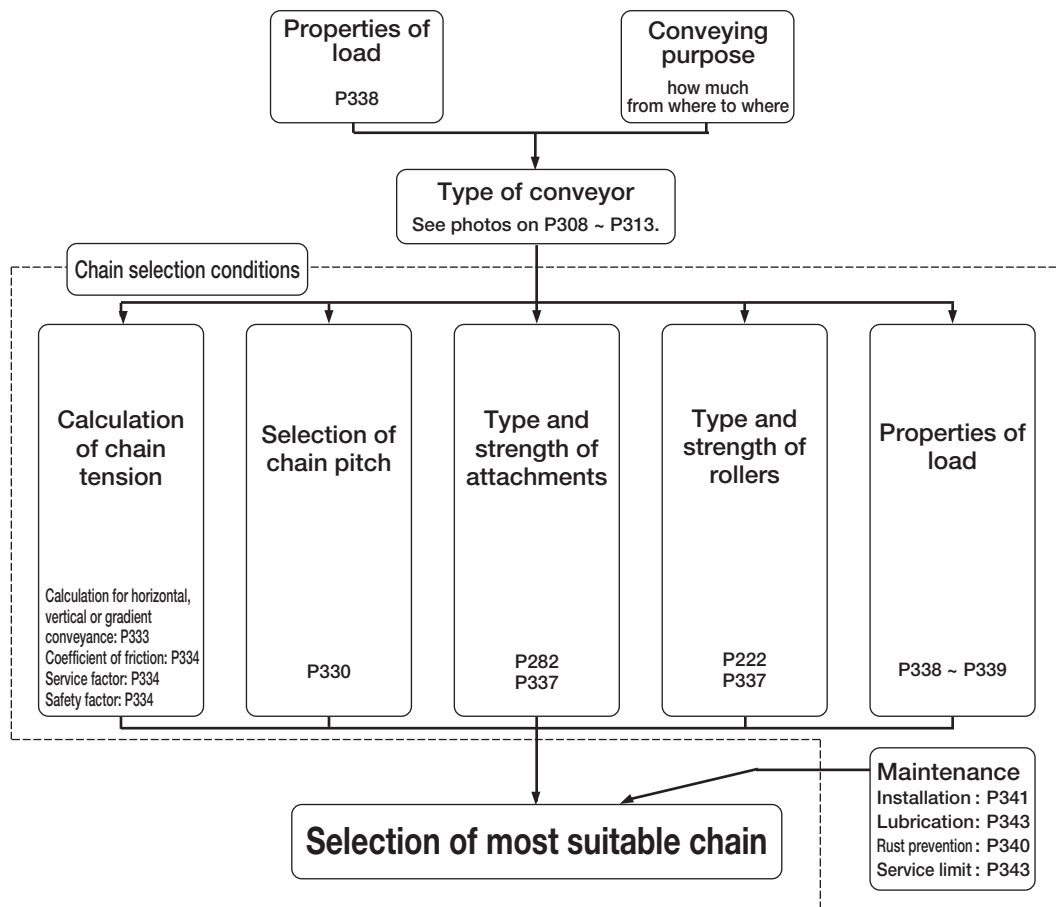 Properties of
load
P338
Conveying
purpose
how much
from where to where
Type of conveyor
See photos on P308 ~ P313.
Chain selection conditions
Calculation
of chain
tension
Calculation for horizontal,
vertical or gradient
conveyance: P333
Coefficient of friction: P334
Service factor: P334
Safety factor: P334
Selection of
chain pitch
P330
Type and
strength of
attachments
P282
P337
Type and
strength of
rollers
P222
P337
Properties of
load
P338 ~ P339
Maintenance
Installation : P341
Lubrication: P343
Rust prevention : P340
Service limit : P343
Selection of most suitable chain